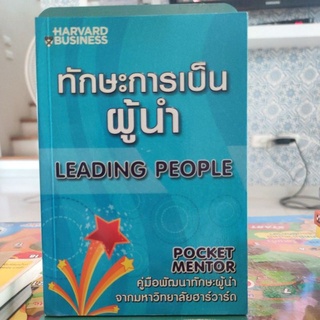 HARVARD
BUSINESS
ทักษะการเป็น
ผู้นำ
LEADING PEOPLE
POCKET
MENTOR
คู่มือพัฒนาทักษะผู้นำ
จากมหาวิทยาลัยฮาร์วาร์ด